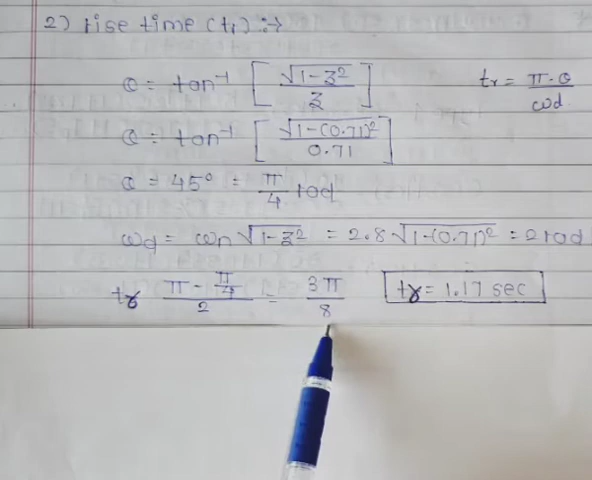 2) rise time (tr) :→
θ = tan⁻¹ [√(1-ξ²) / ξ] tr = π-θ / ωd
θ = tan⁻¹ [√(1-(0.71)²) / 0.71]
θ = 45° = π/4 rad
ωd = ωn √(1-ξ²) = 2.8 √(1-(0.71)²) = 2 rad
tr π - π/4 / 2 = 3π/8 tr = 1.17 sec